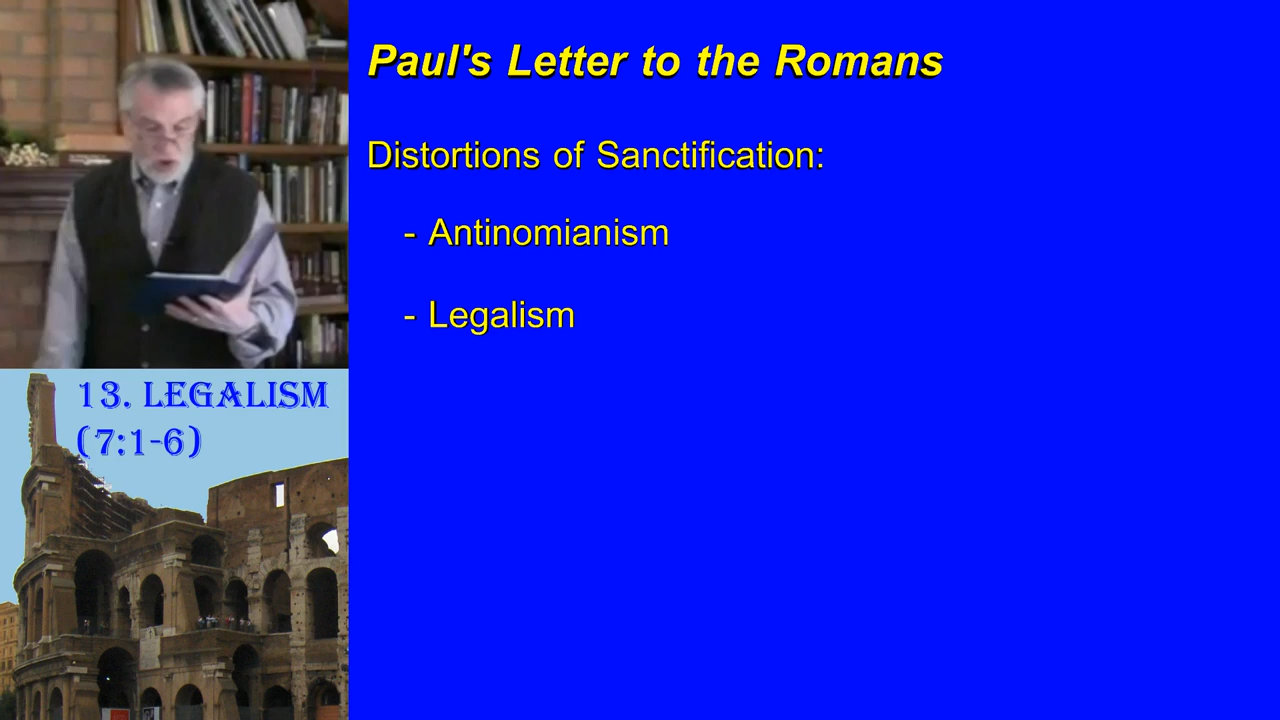 Paul's Letter to the Romans
Distortions of Sanctification:
- Antinomianism
- Legalism
13. LEGALISM
(7:1-6)